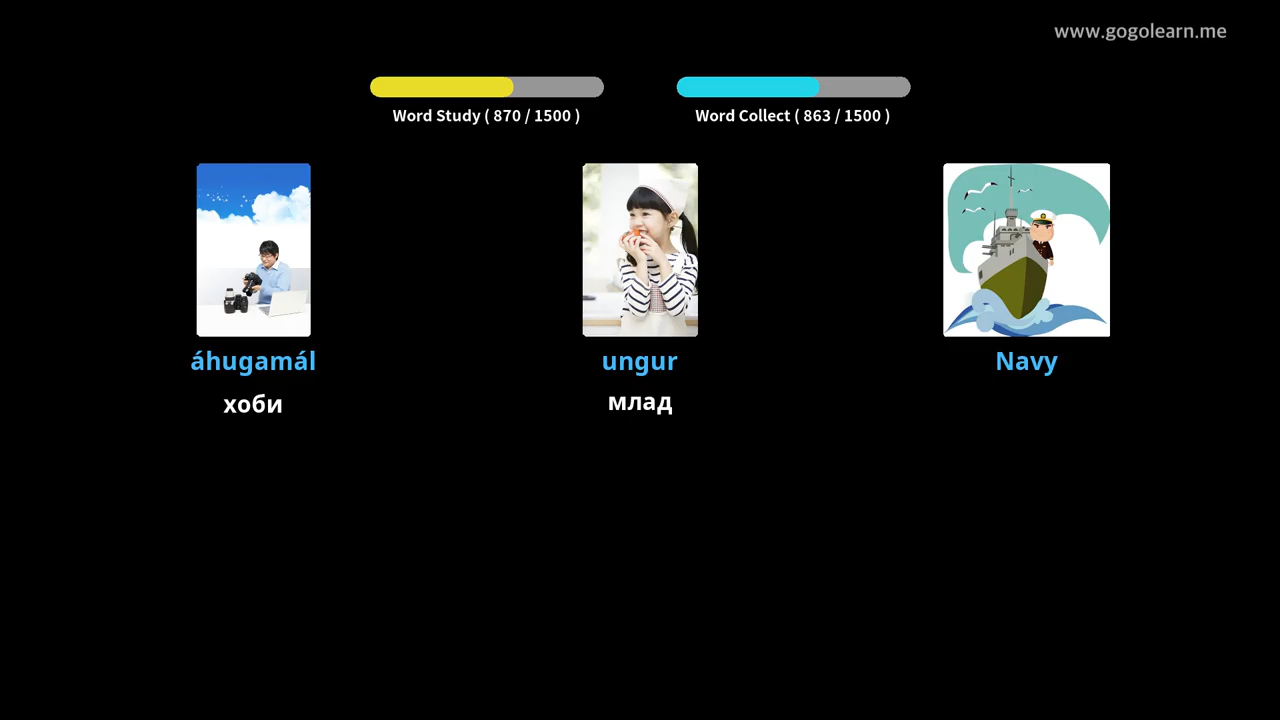 www.gogolearn.me
Word Study ( 870 / 1500 )
Word Collect ( 863 / 1500 )
áhugamál
ungur
Navy
хоби
млад